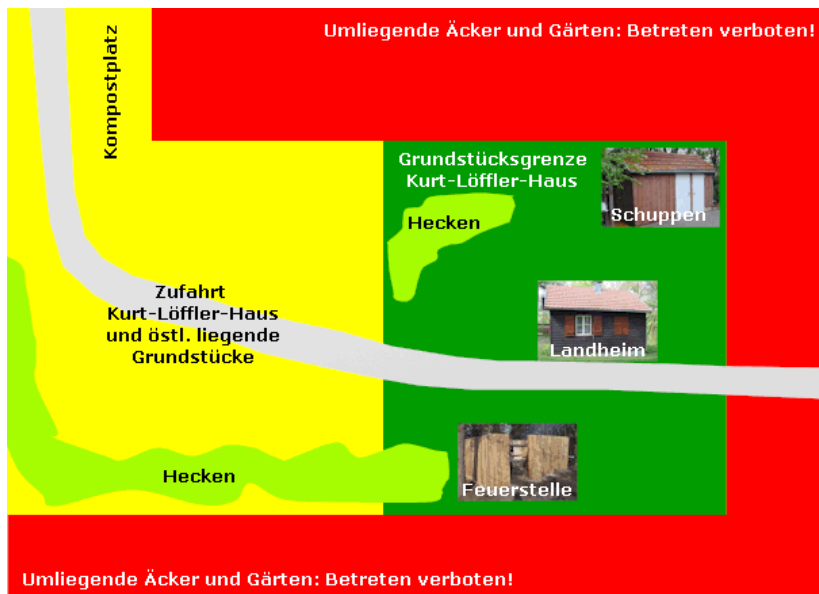 Umliegende Äcker und Gärten: Betreten verboten!
Kompostplatz
Grundstücksgrenze
Kurt-Löffler-Haus
Schuppen
Hecken
Zufahrt
Kurt-Löffler-Haus
und östl. liegende
Grundstücke
Landheim
Hecken
Feuerstelle
Umliegende Äcker und Gärten: Betreten verboten!